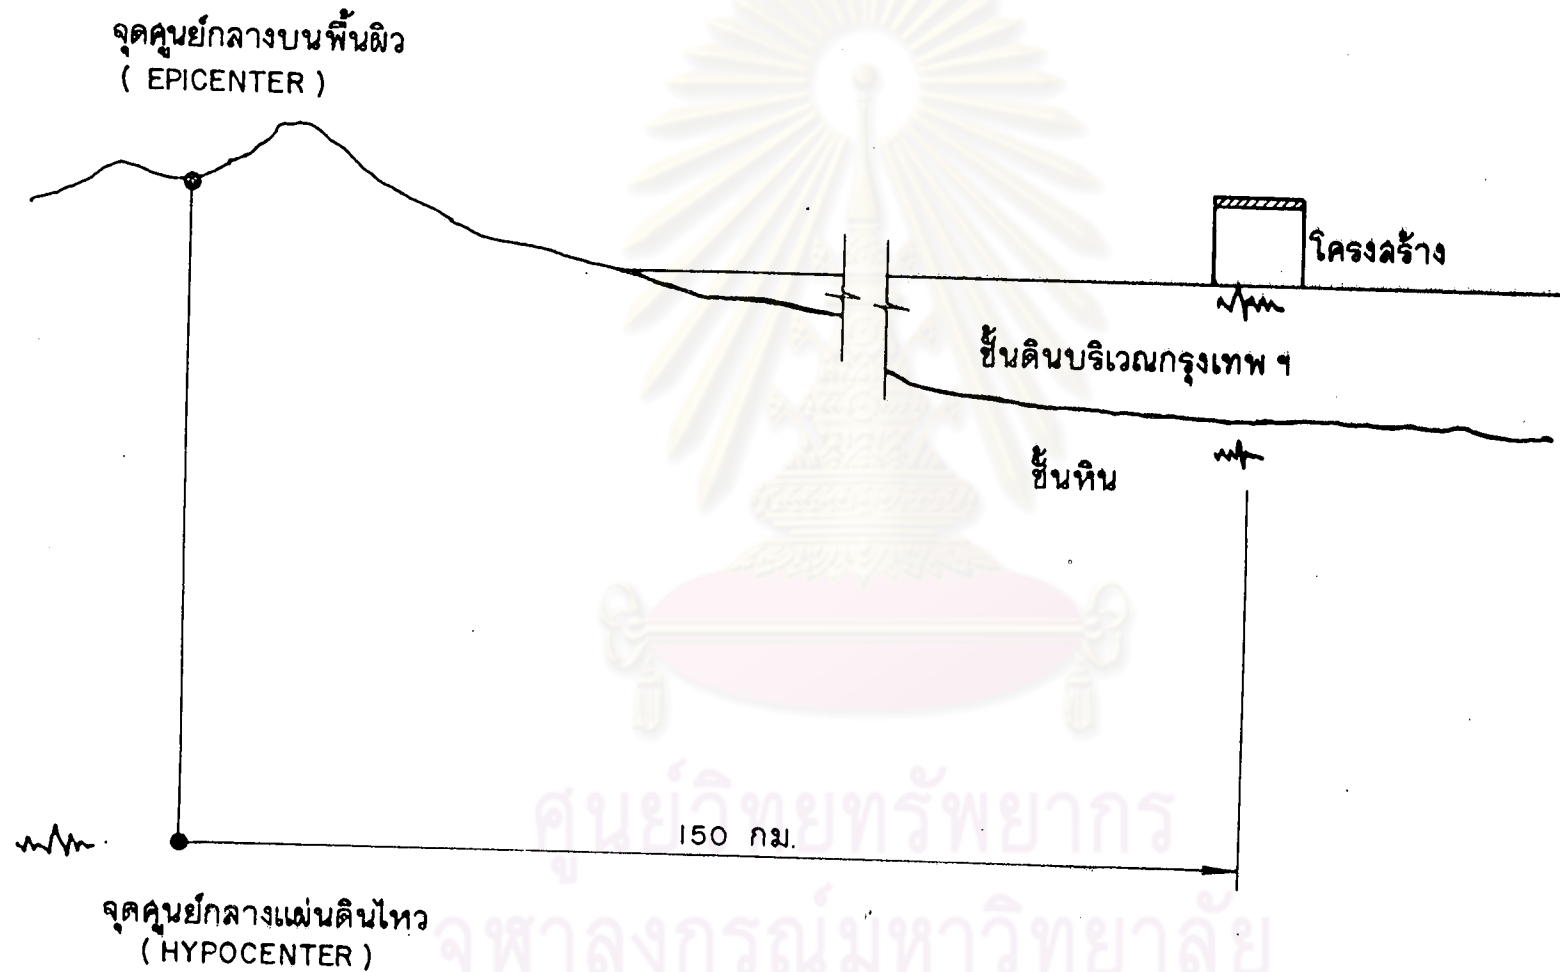 จุดศูนย์กลางบนพื้นผิว
( EPICENTER )
โครงสร้าง
ชั้นดินบริเวณกรุงเทพ ฯ
ชั้นหิน
150 กม.
จุดศูนย์กลางแผ่นดินไหว
( HYPOCENTER )
ศูนย์วิทยทรัพยากร
จุฬาลงกรณ์มหาวิทยาลัย